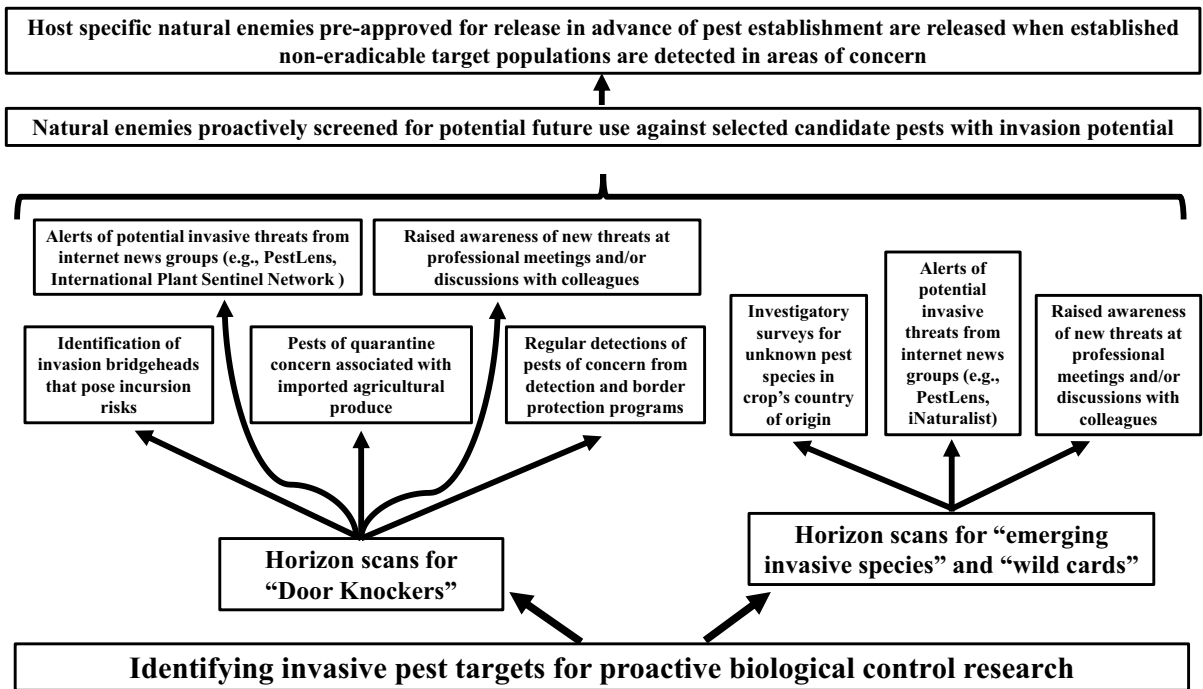 Host specific natural enemies pre-approved for release in advance of pest establishment are released when established
non-eradicable target populations are detected in areas of concern
Natural enemies proactively screened for potential future use against selected candidate pests with invasion potential
Alerts of potential invasive threats from
internet news groups (e.g., PestLens,
International Plant Sentinel Network )
Raised awareness of new threats at
professional meetings and/or
discussions with colleagues
Identification of
invasion bridgeheads
that pose incursion
risks
Pests of quarantine
concern associated with
imported agricultural
produce
Regular detections of
pests of concern from
detection and border
protection programs
Investigatory
surveys for
unknown pest
species in
crop’s country
of origin
Alerts of
potential
invasive
threats from
internet news
groups (e.g.,
PestLens,
iNaturalist)
Raised awareness
of new threats at
professional
meetings and/or
discussions with
colleagues
Horizon scans for
“Door Knockers”
Horizon scans for “emerging
invasive species” and “wild cards”
Identifying invasive pest targets for proactive biological control research